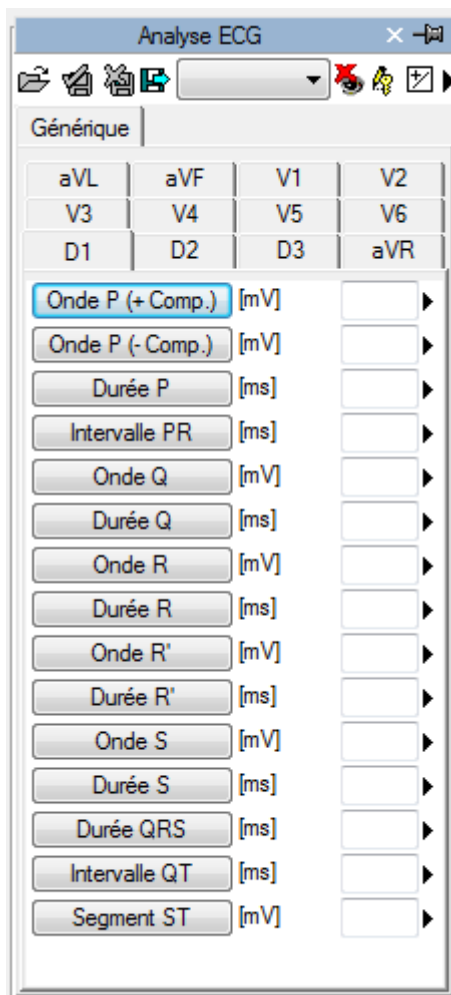 Analyse ECG
Générique
aVL aVF V1 V2
V3 V4 V5 V6
D1 D2 D3 aVR
Onde P (+ Comp.) [mV]
Onde P (- Comp.) [mV]
Durée P [ms]
Intervalle PR [ms]
Onde Q [mV]
Durée Q [ms]
Onde R [mV]
Durée R [ms]
Onde R' [mV]
Durée R' [ms]
Onde S [mV]
Durée S [ms]
Durée QRS [ms]
Intervalle QT [ms]
Segment ST [mV]